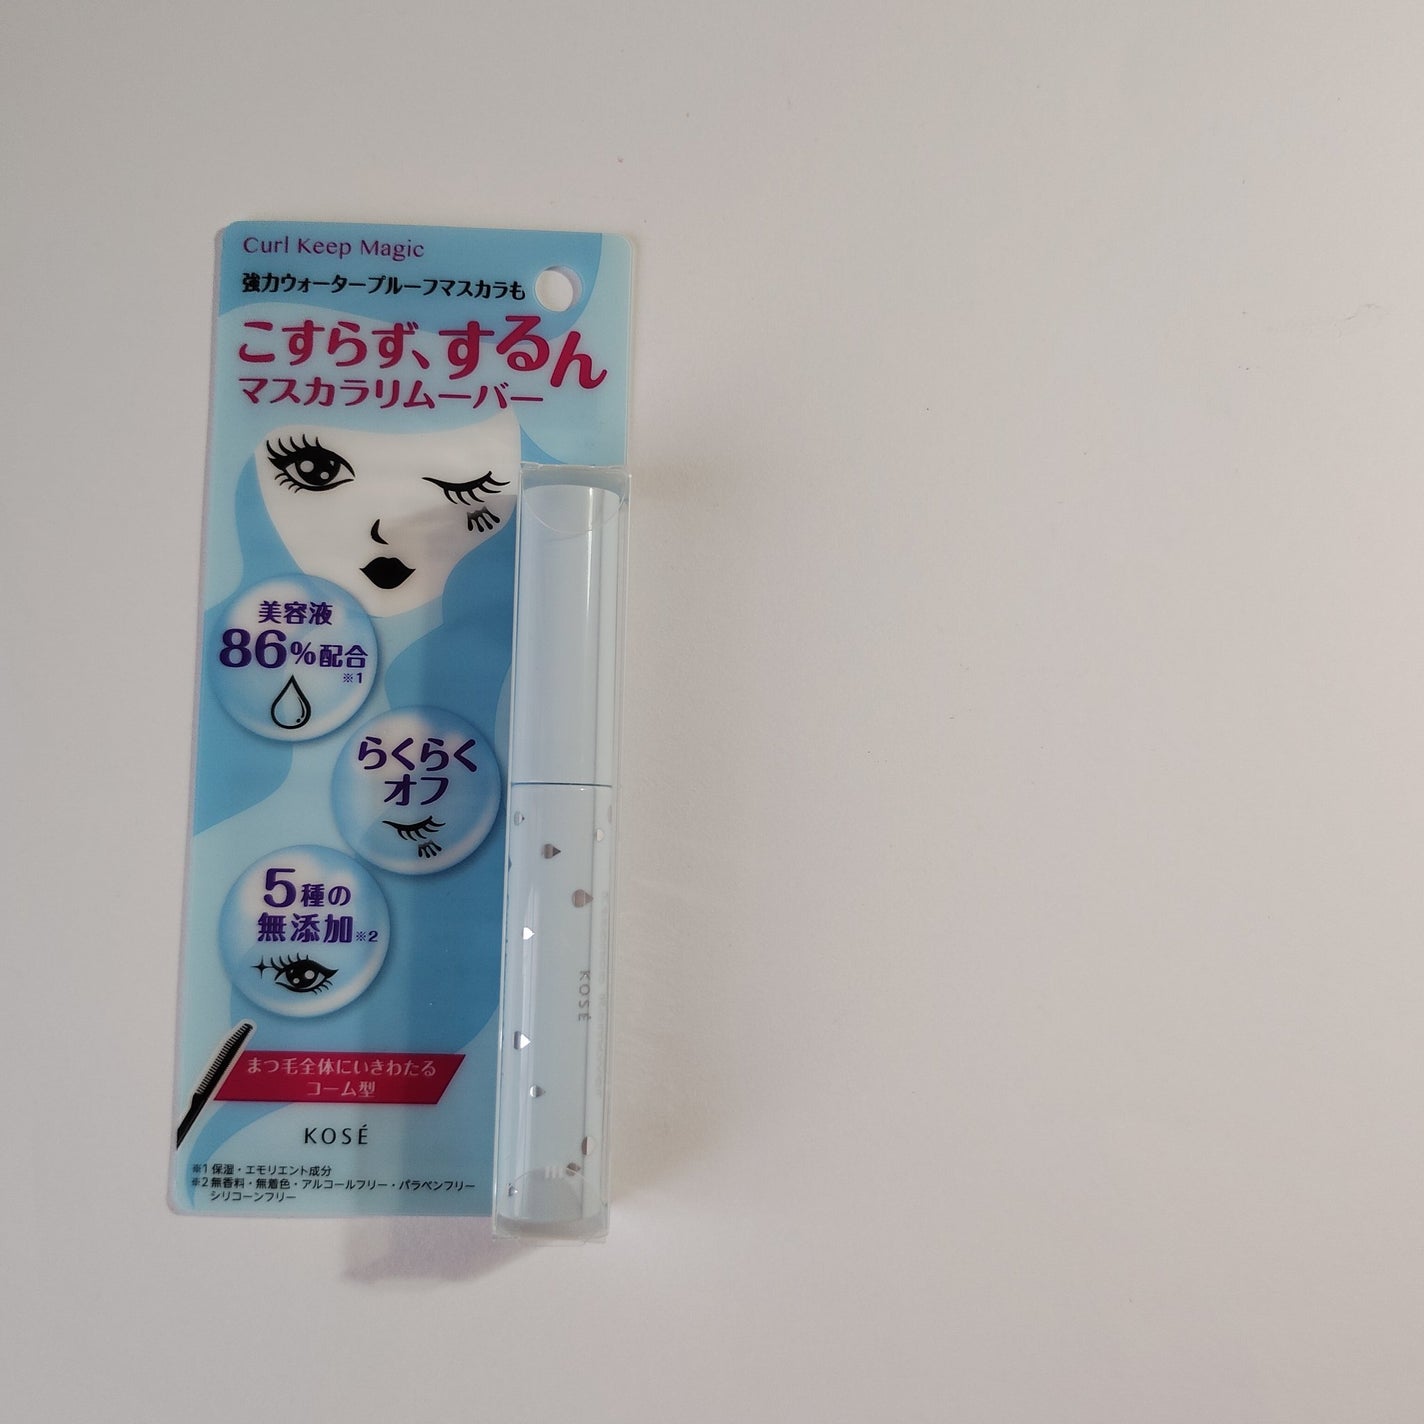 Curl Keep Magic
強力ウォータープルーフマスカラも
こすらず、するん
マスカラリムーバー
美容液
86%配合
※1
らくらく
オフ
5種の
無添加※2
まつ毛全体にいきわたる
コーム型
KOSÉ
※1 保湿・エモリエント成分
※2 無香料・無着色・アルコールフリー・パラベンフリー
シリコーンフリー
KOSÉ